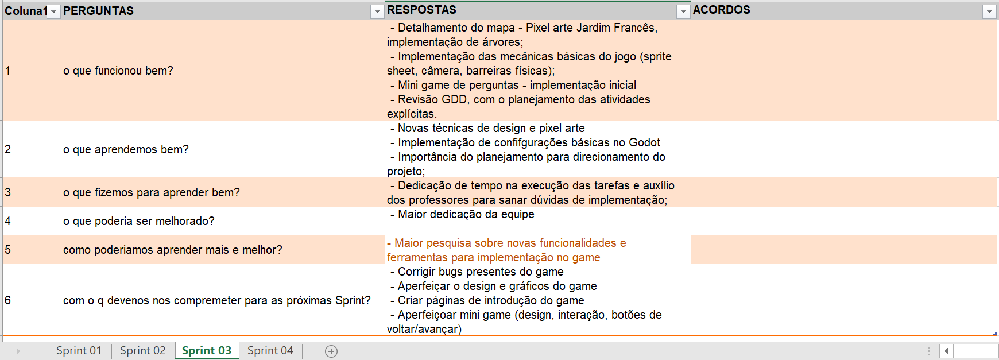 Coluna1 PERGUNTAS RESPOSTAS ACORDOS
1
o que funcionou bem?
- Detalhamento do mapa - Pixel arte Jardim Francês,
implementação de árvores;
- Implementação das mecânicas básicas do jogo (sprite
sheet, câmera, barreiras físicas);
- Mini game de perguntas - implementação inicial
- Revisão GDD, com o planejamento das atividades
explícitas.
2
o que aprendemos bem?
- Novas técnicas de design e pixel arte
- Implementação de confifgurações básicas no Godot
- Importância do planejamento para direcionamento do
projeto;
3
o que fizemos para aprender bem?
- Dedicação de tempo na execução das tarefas e auxílio
dos professores para sanar dúvidas de implementação;
4
o que poderia ser melhorado?
- Maior dedicação da equipe
5
como poderiamos aprender mais e melhor?
- Maior pesquisa sobre novas funcionalidades e
ferramentas para implementação no game
6
com o q devenos nos compremeter para as próximas Sprint?
- Corrigir bugs presentes do game
- Aperfeiçar o design e gráficos do game
- Criar páginas de introdução do game
- Aperfeiçoar mini game (design, interação, botões de
voltar/avançar)
Sprint 01 Sprint 02 Sprint 03 Sprint 04